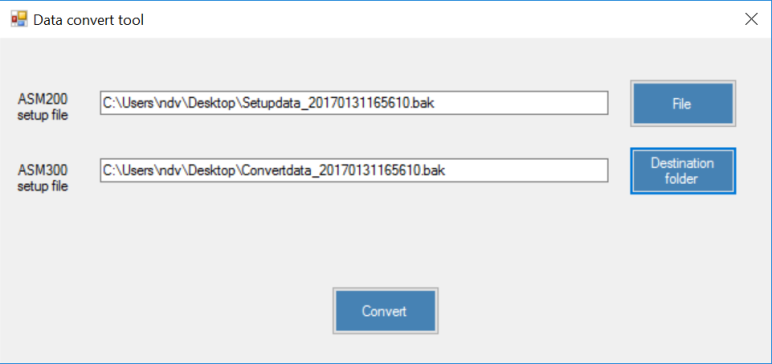 Data convert tool
ASM200
setup file
C:\Users\ndv\Desktop\Setupdata_20170131165610.bak
File
ASM300
setup file
C:\Users\ndv\Desktop\Convertdata_20170131165610.bak
Destination
folder
Convert